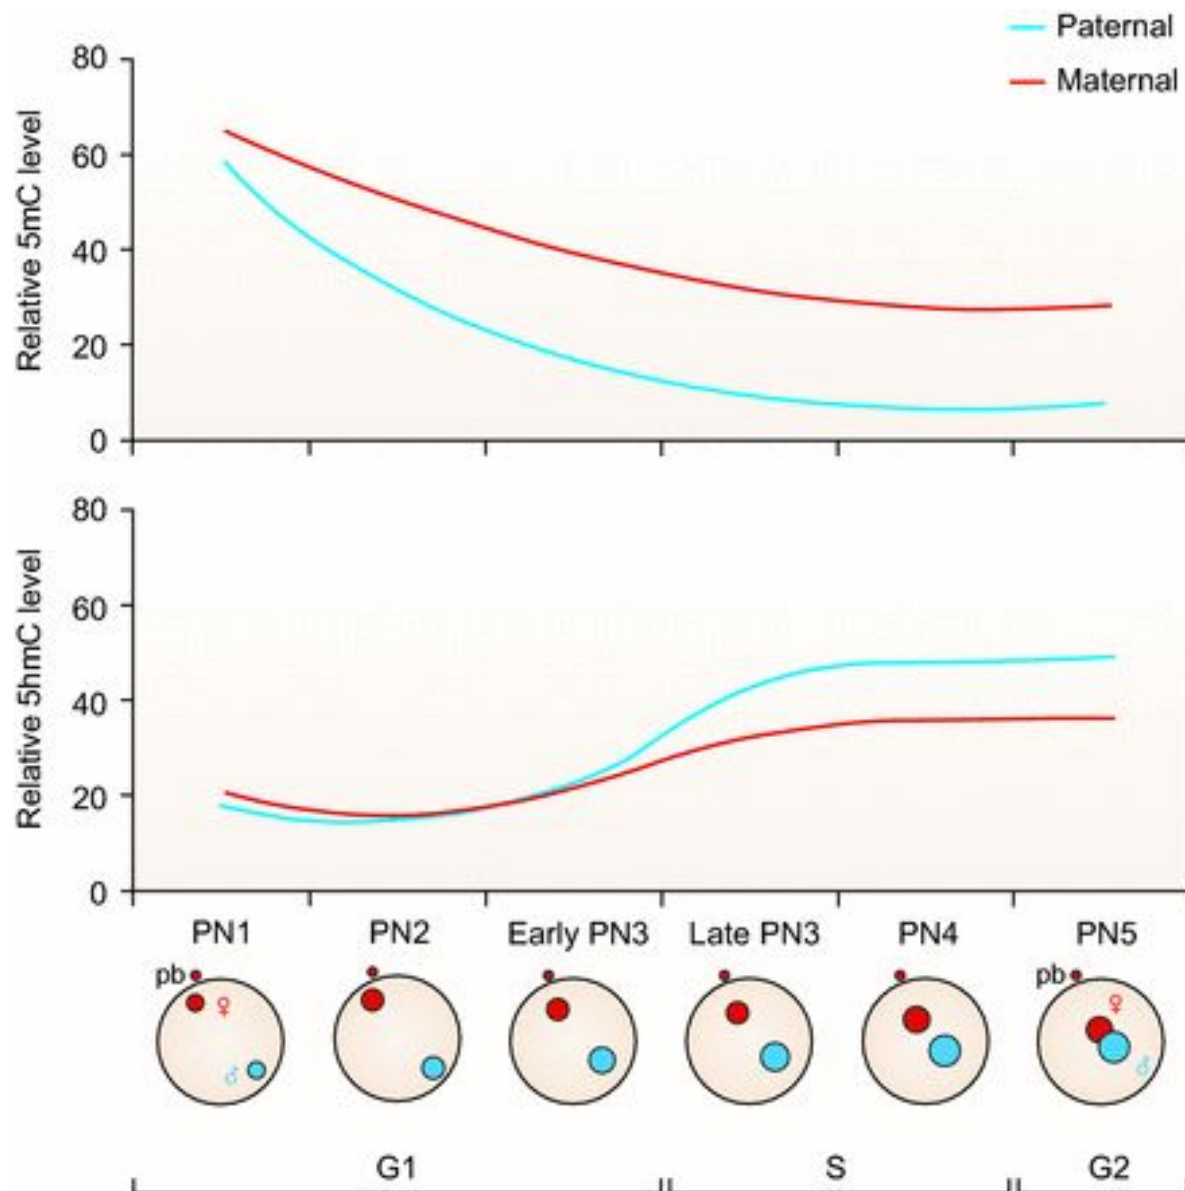 Paternal
Maternal
Relative 5mC level
80
60
40
20
0
Relative 5hmC level
80
60
40
20
0
PN1 PN2 Early PN3 Late PN3 PN4 PN5
pb ♀ pb ♀
♂ ♂
G1 S G2